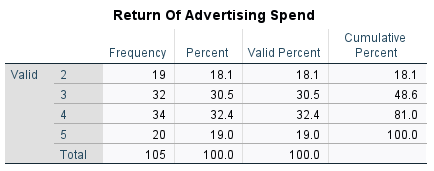 Return Of Advertising Spend
Frequency Percent Valid Percent Cumulative Percent
Valid 2 19 18.1 18.1 18.1
3 32 30.5 30.5 48.6
4 34 32.4 32.4 81.0
5 20 19.0 19.0 100.0
Total 105 100.0 100.0